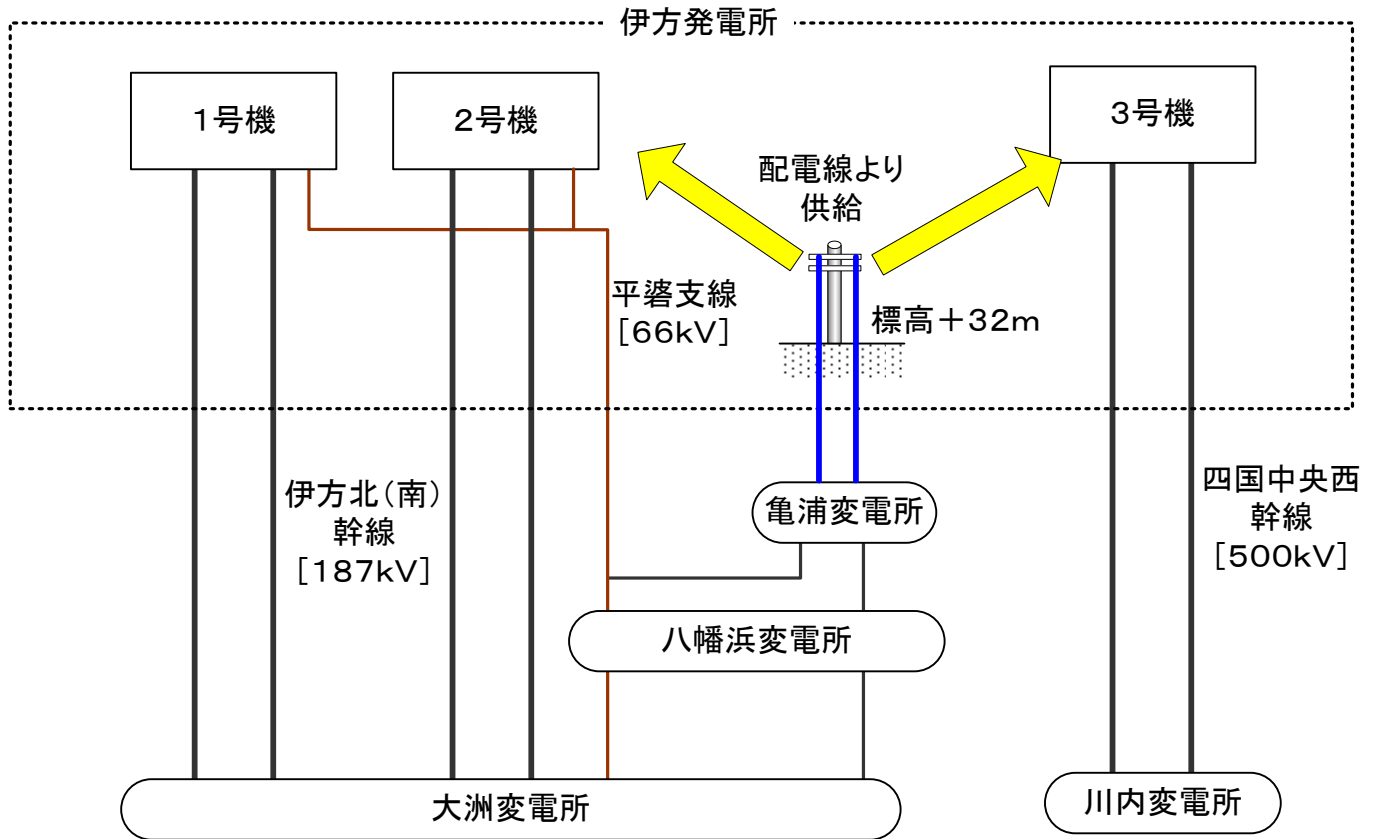 伊方発電所
1号機
2号機
3号機
配電線より
供給
平碆支線
[66kV]
標高+32m
伊方北(南)
幹線
[187kV]
亀浦変電所
四国中央西
幹線
[500kV]
八幡浜変電所
大洲変電所
川内変電所